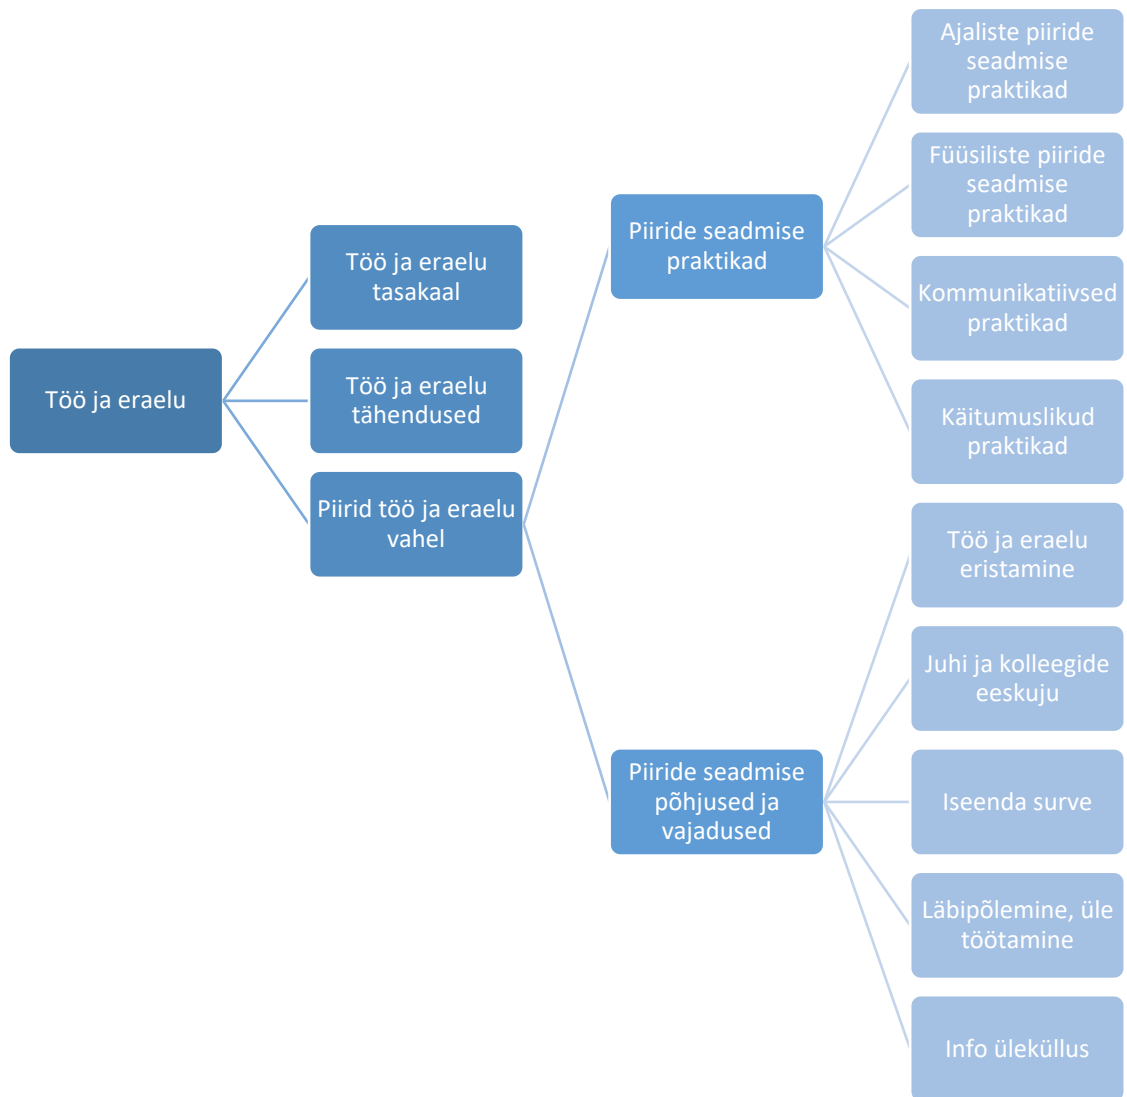 Töö ja eraelu
Töö ja eraelu
tasakaal
Töö ja eraelu
tähendused
Piirid töö ja eraelu
vahel
Piiride seadmise
praktikad
Ajaliste piiride
seadmise
praktikad
Füüsiliste piiride
seadmise
praktikad
Kommunikatiivsed
praktikad
Käitumuslikud
praktikad
Piiride seadmise
põhjused ja
vajadused
Töö ja eraelu
eristamine
Juhi ja kolleegide
eeskuju
Iseenda surve
Läbipõlemine, üle
töötamine
Info üleküllus